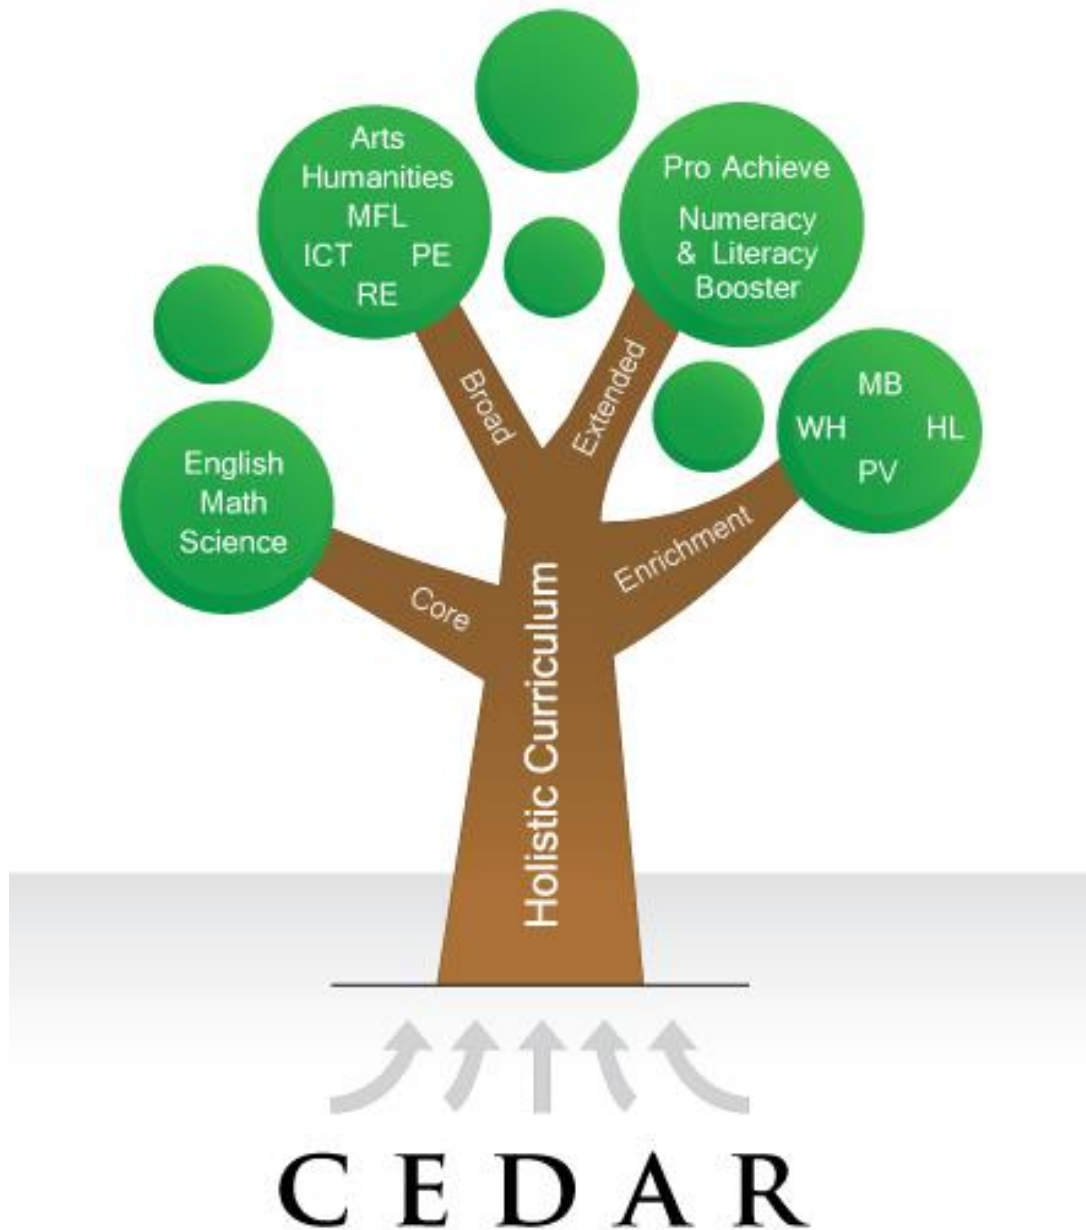 Arts
Humanities
MFL
ICT PE
RE
Pro Achieve
Numeracy
& Literacy
Booster
MB
WH HL
PV
English
Math
Science
Broad
Extended
Enrichment
Core
Holistic Curriculum
CEDAR